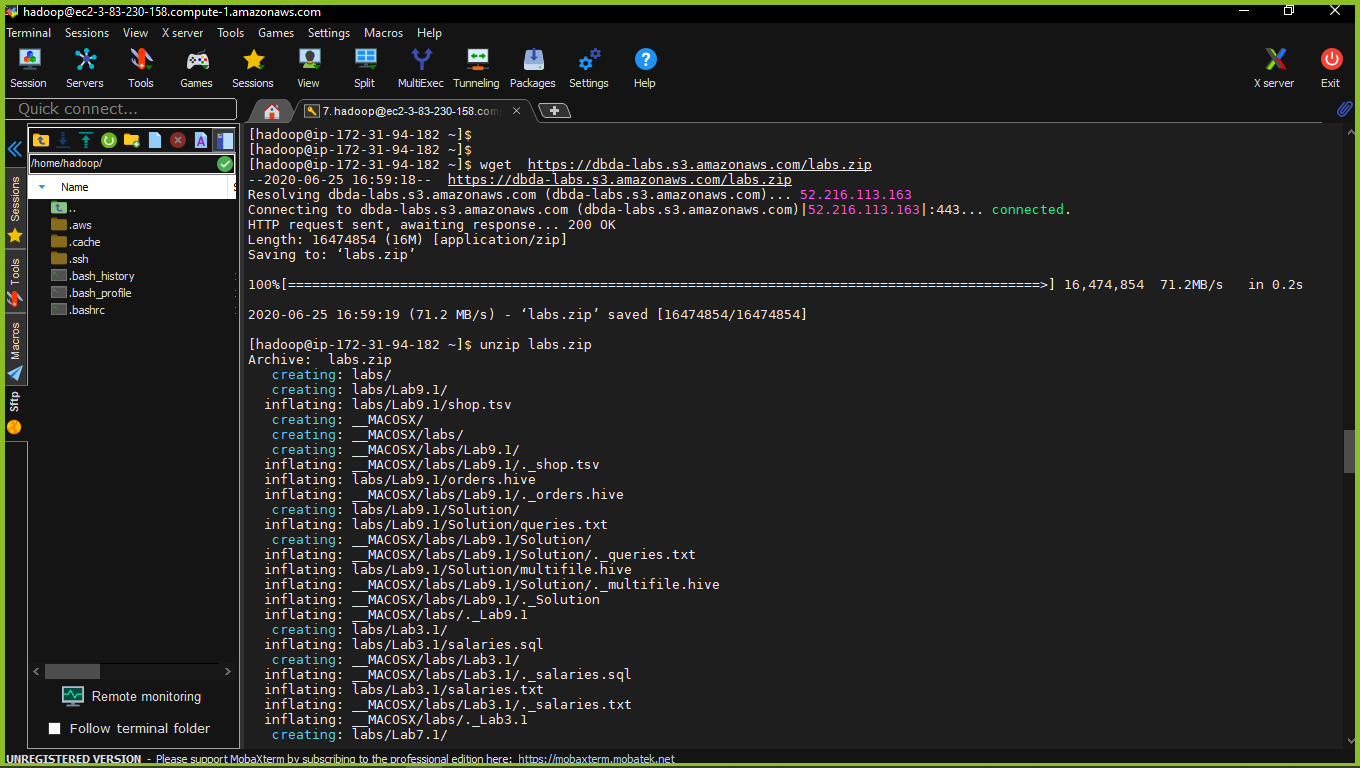 hadoop@ec2-3-83-230-158.compute-1.amazonaws.com
Terminal Sessions View X server Tools Games Settings Macros Help
Session Servers Tools Games Sessions View Split MultiExec Tunneling Packages Settings Help X server Exit
Quick connect...
7. hadoop@ec2-3-83-230-158.com
/home/hadoop/
Name
..
.aws
.cache
.ssh
.bash_history
.bash_profile
.bashrc
Sessions
Tools
Macros
Sftp
Remote monitoring
Follow terminal folder
[hadoop@ip-172-31-94-182 ~]$
[hadoop@ip-172-31-94-182 ~]$
[hadoop@ip-172-31-94-182 ~]$ wget  https://dbda-labs.s3.amazonaws.com/labs.zip
--2020-06-25 16:59:18--  https://dbda-labs.s3.amazonaws.com/labs.zip
Resolving dbda-labs.s3.amazonaws.com (dbda-labs.s3.amazonaws.com)... 52.216.113.163
Connecting to dbda-labs.s3.amazonaws.com (dbda-labs.s3.amazonaws.com)|52.216.113.163|:443... connected.
HTTP request sent, awaiting response... 200 OK
Length: 16474854 (16M) [application/zip]
Saving to: ‘labs.zip’
100%[==============================================================================================>] 16,474,854  71.2MB/s   in 0.2s
2020-06-25 16:59:19 (71.2 MB/s) - ‘labs.zip’ saved [16474854/16474854]
[hadoop@ip-172-31-94-182 ~]$ unzip labs.zip
Archive:  labs.zip
creating: labs/
creating: labs/Lab9.1/
inflating: labs/Lab9.1/shop.tsv
creating: __MACOSX/
creating: __MACOSX/labs/
creating: __MACOSX/labs/Lab9.1/
inflating: __MACOSX/labs/Lab9.1/._shop.tsv
inflating: labs/Lab9.1/orders.hive
inflating: __MACOSX/labs/Lab9.1/._orders.hive
creating: labs/Lab9.1/Solution/
inflating: labs/Lab9.1/Solution/queries.txt
creating: __MACOSX/labs/Lab9.1/Solution/
inflating: __MACOSX/labs/Lab9.1/Solution/._queries.txt
inflating: labs/Lab9.1/Solution/multifile.hive
inflating: __MACOSX/labs/Lab9.1/Solution/._multifile.hive
inflating: __MACOSX/labs/Lab9.1/._Solution
inflating: __MACOSX/labs/._Lab9.1
creating: labs/Lab3.1/
inflating: labs/Lab3.1/salaries.sql
creating: __MACOSX/labs/Lab3.1/
inflating: __MACOSX/labs/Lab3.1/._salaries.sql
inflating: labs/Lab3.1/salaries.txt
inflating: __MACOSX/labs/Lab3.1/._salaries.txt
inflating: __MACOSX/labs/._Lab3.1
creating: labs/Lab7.1/
UNREGISTERED VERSION - Please support MobaXterm by subscribing to the professional edition here: https://mobaxterm.mobatek.net